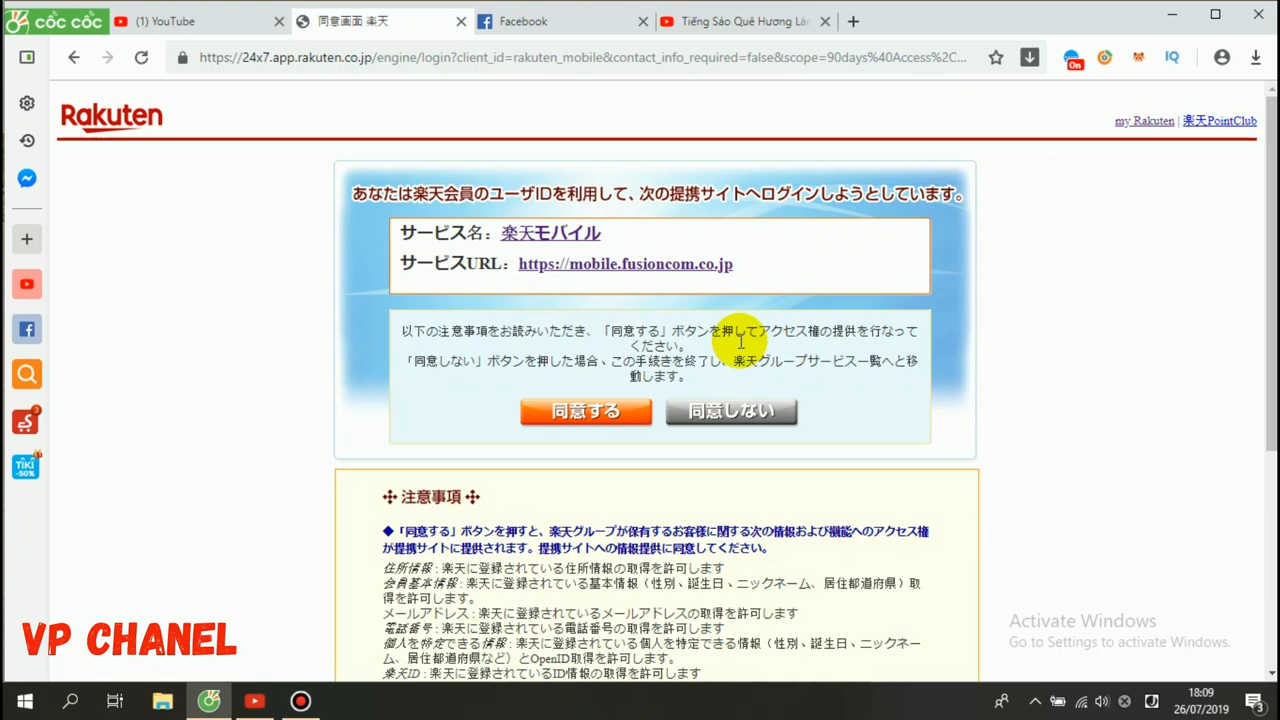 cốc cốc
(1) YouTube
同意画面 楽天
Facebook
Tiếng Sáo Quê Hương Làn
https://24x7.app.rakuten.co.jp/engine/login?client_id=rakuten_mobile&contact_info_required=false&scope=90days%40Access%2C...
On
IQ
Rakuten
my Rakuten | 楽天PointClub
あなたは楽天会員のユーザIDを利用して、次の提携サイトへログインしようとしています。
サービス名：楽天モバイル
サービスURL：https://mobile.fusioncom.co.jp
以下の注意事項をお読みいただき、「同意する」ボタンを押してアクセス権の提供を行なって
ください。
「同意しない」ボタンを押した場合、この手続きを終了し、楽天グループサービス一覧へと移
動します。
同意する
同意しない
注意事項
◆「同意する」ボタンを押すと、楽天グループが保有するお客様に関する次の情報および機能へのアクセス権
が提携サイトに提供されます。提携サイトへの情報提供に同意してください。
住所情報 : 楽天に登録されている住所情報の取得を許可します
会員基本情報 : 楽天に登録されている基本情報（性別、誕生日、ニックネーム、居住都道府県）取
得を許可します。
メールアドレス : 楽天に登録されているメールアドレスの取得を許可します
電話番号 : 楽天に登録されている電話番号の取得を許可します
個人を特定できる情報 : 楽天に登録されている個人を特定できる情報（性別、誕生日、ニックネー
ム、居住都道府県など）とOpenID取得を許可します。
楽天ID : 楽天に登録されているID情報の取得を許可します
3
TIKI
-50%
VP CHANEL
Activate Windows
Go to Settings to activate Windows.
18:09
26/07/2019
3